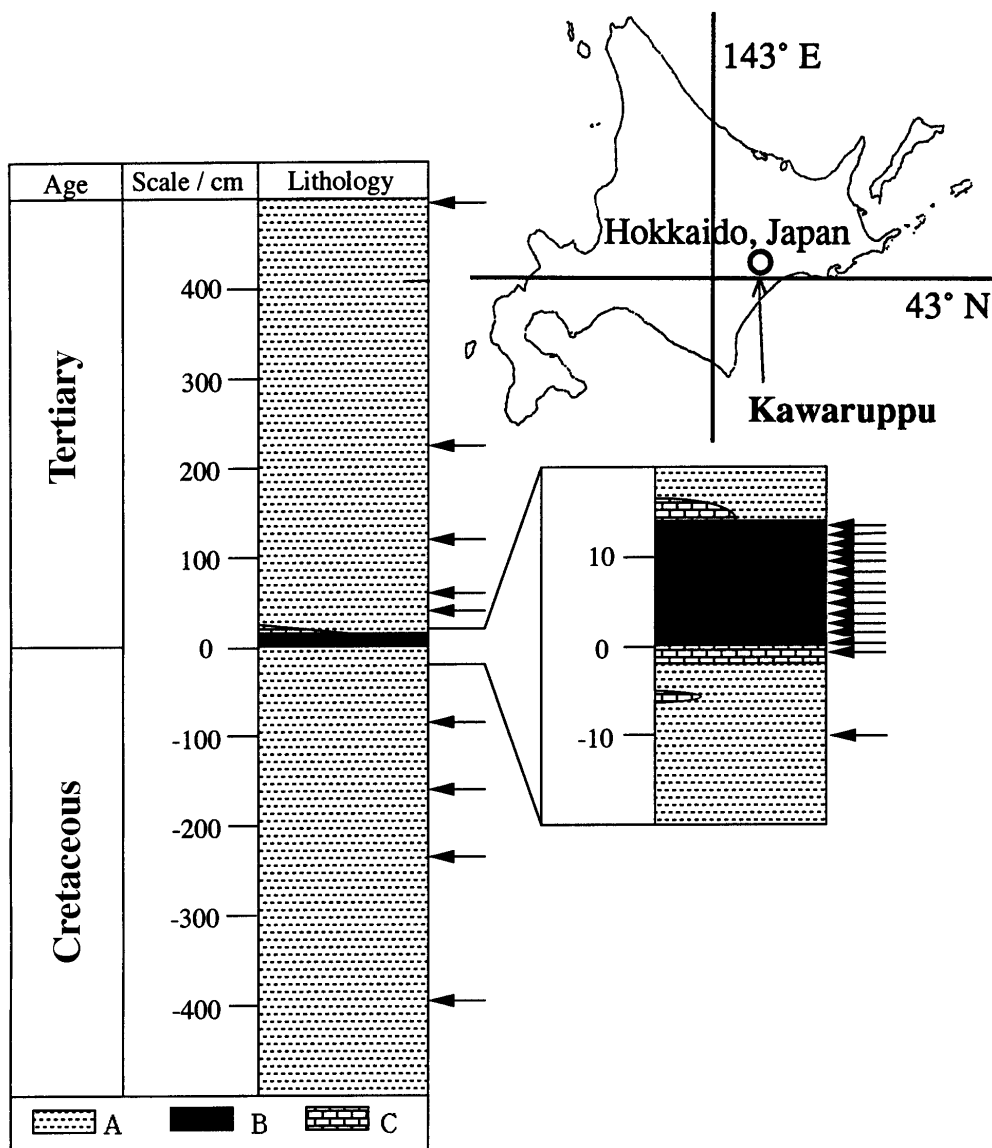 143° E
Hokkaido, Japan
43° N
Kawaruppu
Age Scale / cm Lithology
Tertiary
Cretaceous
400
300
200
100
0
-100
-200
-300
-400
10
0
-10
A B C